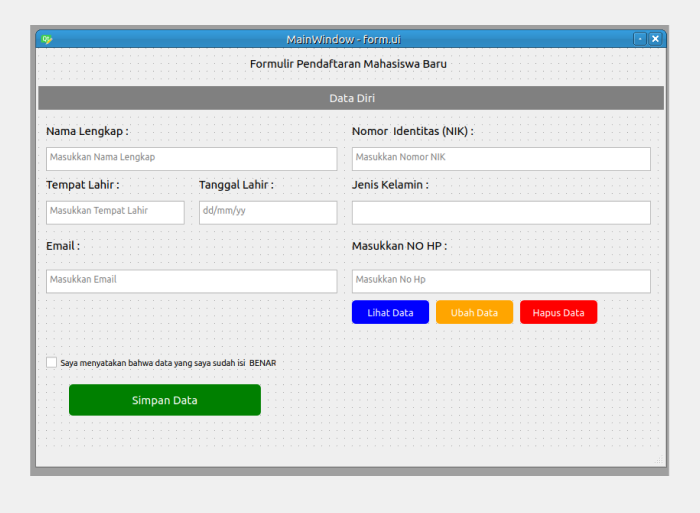 MainWindow - form.ui
Formulir Pendaftaran Mahasiswa Baru
Data Diri
Nama Lengkap :
Nomor Identitas (NIK) :
Masukkan Nama Lengkap
Masukkan Nomor NIK
Tempat Lahir :
Tanggal Lahir :
Jenis Kelamin :
Masukkan Tempat Lahir
dd/mm/yy
Email :
Masukkan NO HP :
Masukkan Email
Masukkan No Hp
Lihat Data
Ubah Data
Hapus Data
Saya menyatakan bahwa data yang saya sudah isi BENAR
Simpan Data